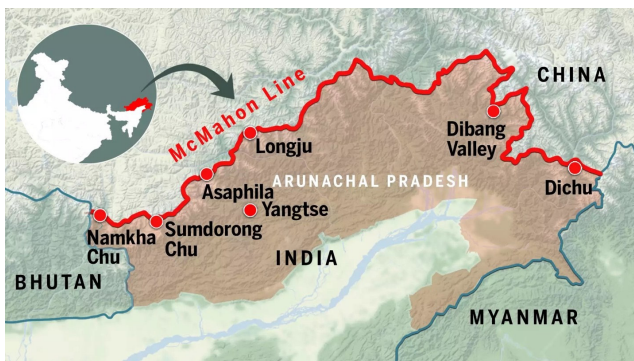 McMahon Line
CHINA
Longju
Dibang
Valley
Asaphila
ARUNACHAL PRADESH
Dichu
Yangtse
Namkha
Chu
Sumdorong
Chu
INDIA
BHUTAN
MYANMAR